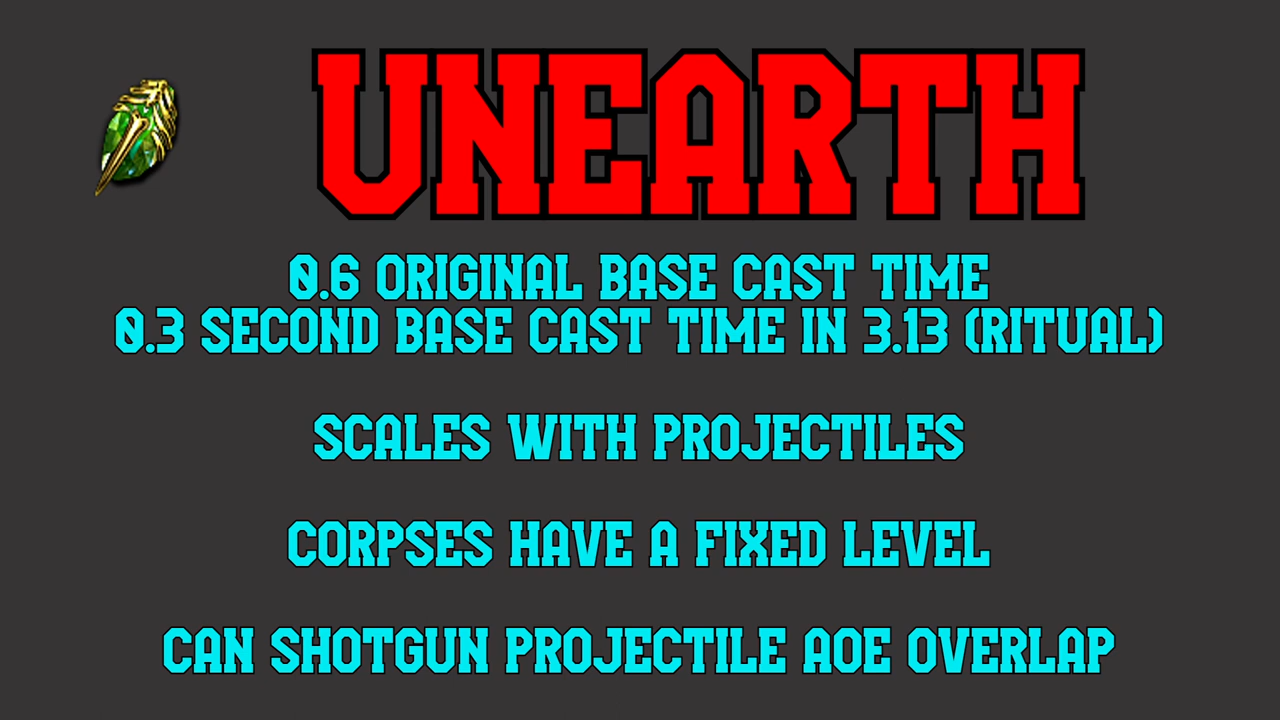 UNEARTH
0.6 ORIGINAL BASE CAST TIME
0.3 SECOND BASE CAST TIME IN 3.13 (RITUAL)
SCALES WITH PROJECTILES
CORPSES HAVE A FIXED LEVEL
CAN SHOTGUN PROJECTILE AOE OVERLAP